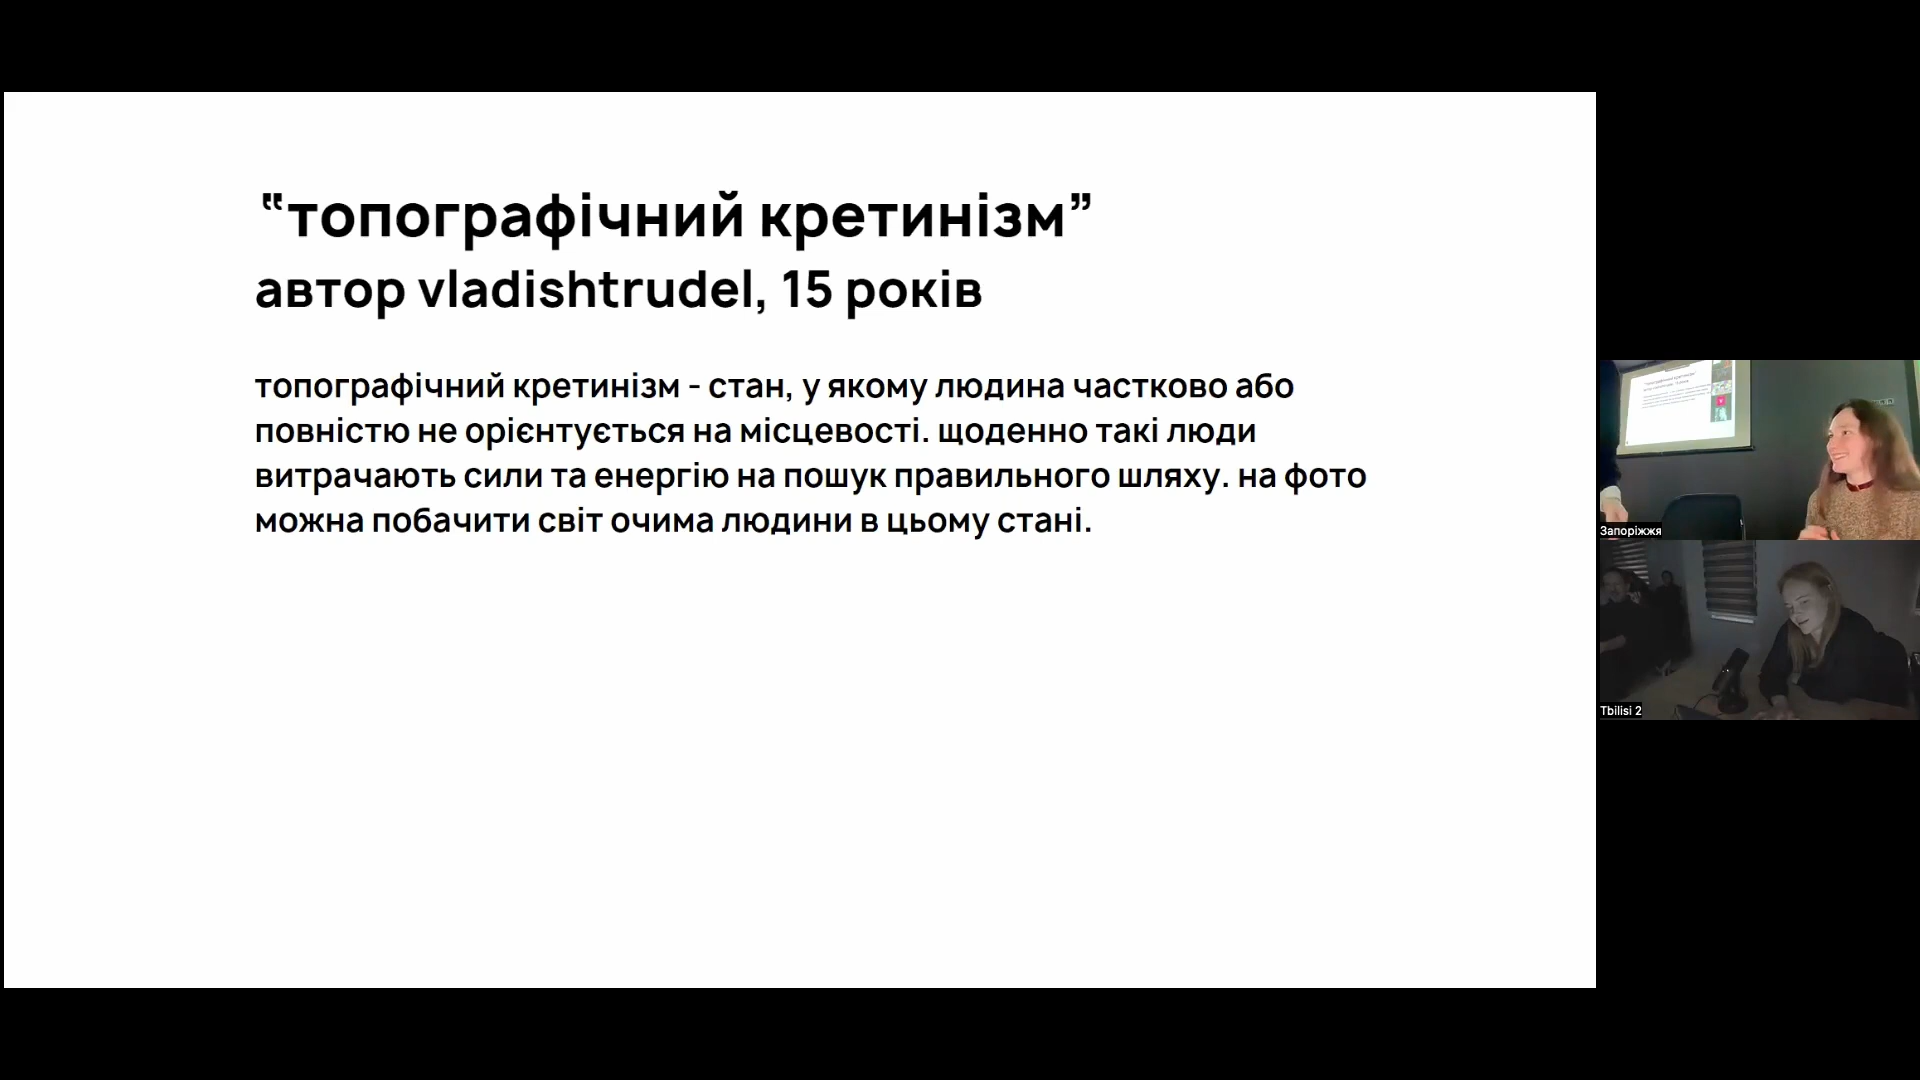 “топографічний кретинізм”
автор vladishtrudel, 15 років
топографічний кретинізм - стан, у якому людина частково або
повністю не орієнтується на місцевості. щоденно такі люди
витрачають сили та енергію на пошук правильного шляху. на фото
можна побачити світ очима людини в цьому стані.
Запоріжжя
Tbilisi 2